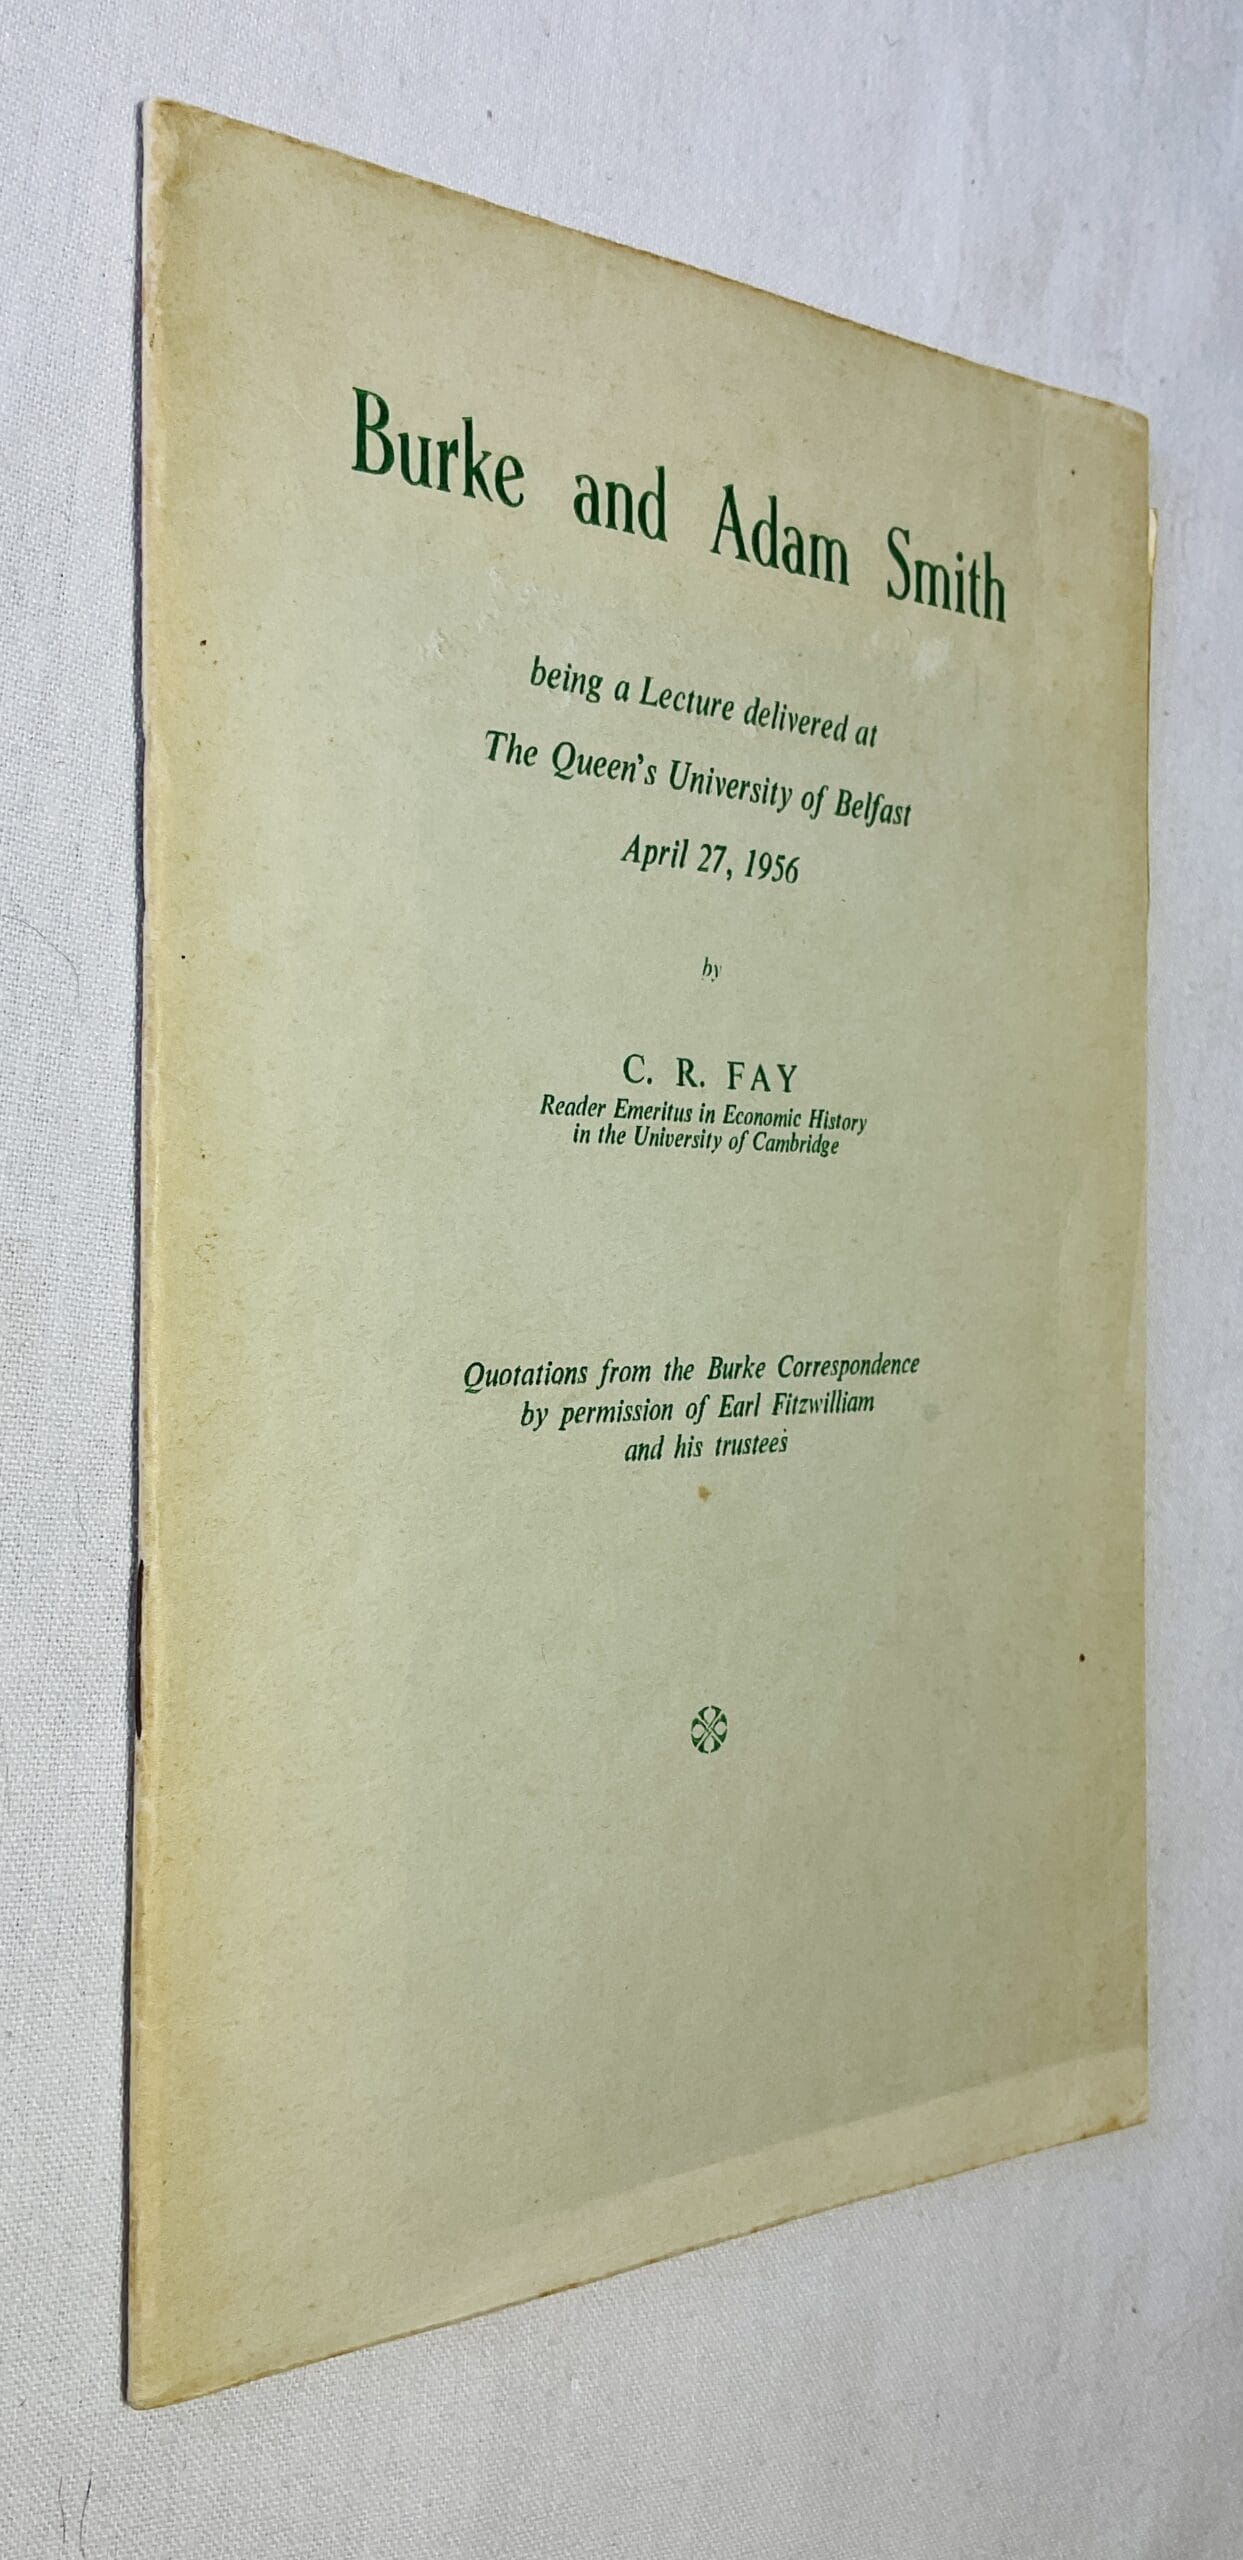 Burke and Adam Smith
being a Lecture delivered at
The Queen's University of Belfast
April 27, 1956
by
C. R. FAY
Reader Emeritus in Economic History
in the University of Cambridge
Quotations from the Burke Correspondence
by permission of Earl Fitzwilliam
and his trustees